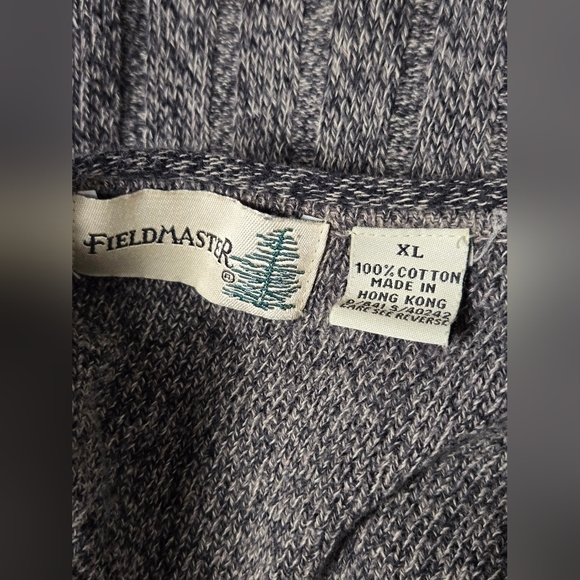 FIELDMASTER®
XL
100% COTTON
MADE IN
HONG KONG
CARE SEE REVERSE